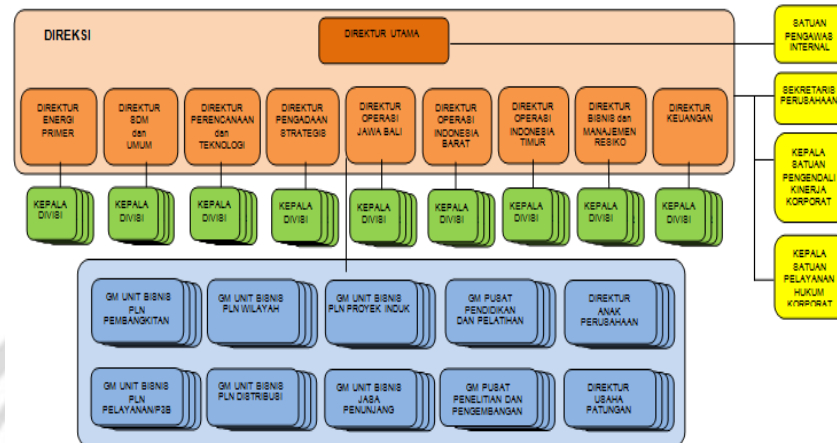 DIREKSI
DIREKTUR UTAMA
SATUAN
PENGAWAS
INTERNAL
SEKRETARIS
PERUSAHAAN
KEPALA
SATUAN
PENGENDALI
KINERJA
KORPORAT
KEPALA
SATUAN
PELAYANAN
HUKUM
KORPORAT
DIREKTUR
ENERGI
PRIMER
DIREKTUR
SDM
dan
UMUM
DIREKTUR
PERENCANAAN
dan
TEKNOLOGI
DIREKTUR
PENGADAAN
STRATEGIS
DIREKTUR
OPERASI
JAWA BALI
DIREKTUR
OPERASI
INDONESIA
BARAT
DIREKTUR
OPERASI
INDONESIA
TIMUR
DIREKTUR
BISNIS dan
MANAJEMEN
RESIKO
DIREKTUR
KEUANGAN
KEPALA
DIVISI
KEPALA
DIVISI
KEPALA
DIVISI
KEPALA
DIVISI
KEPALA
DIVISI
KEPALA
DIVISI
KEPALA
DIVISI
KEPALA
DIVISI
KEPALA
DIVISI
GM UNIT BISNIS
PLN
PEMBANGKITAN
GM UNIT BISNIS
PLN WILAYAH
GM UNIT BISNIS
PLN PROYEK INDUK
GM PUSAT
PENDIDIKAN
DAN PELATIHAN
DIREKTUR
ANAK
PERUSAHAAN
GM UNIT BISNIS
PLN
PELAYANAN/P3B
GM UNIT BISNIS
PLN DISTRIBUSI
GM UNIT BISNIS
JASA
PENUNJANG
GM PUSAT
PENELITIAN DAN
PENGEMBANGAN
DIREKTUR
USAHA
PATUNGAN